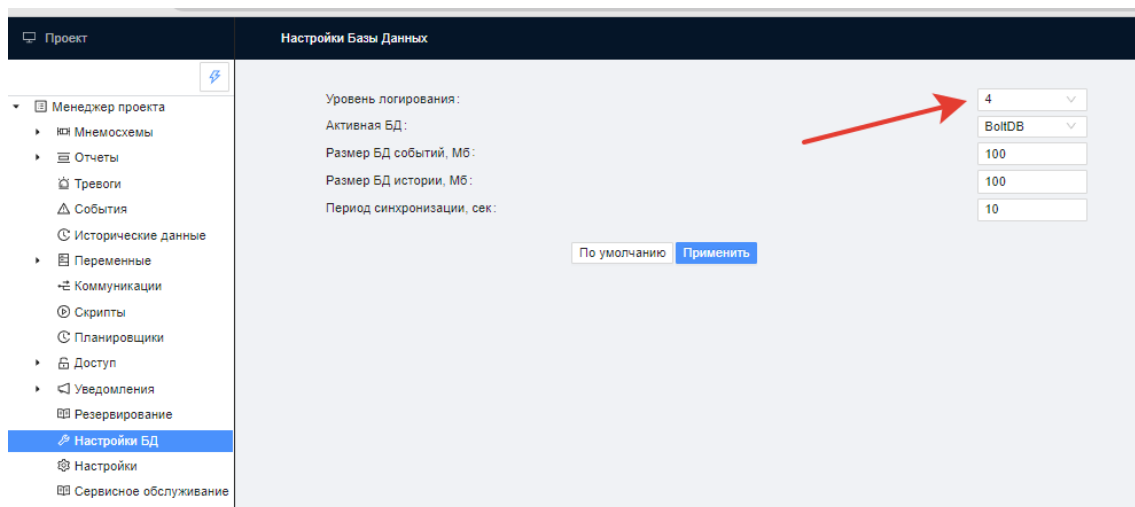 Проект
Настройки Базы Данных
Менеджер проекта
Мнемосхемы
Отчеты
Тревоги
События
Исторические данные
Переменные
Коммуникации
Скрипты
Планировщики
Доступ
Уведомления
Резервирование
Настройки БД
Настройки
Сервисное обслуживание
Уровень логирования: 4
Активная БД: BoltDB
Размер БД событий, Мб: 100
Размер БД истории, Мб: 100
Период синхронизации, сек: 10
По умолчанию Применить